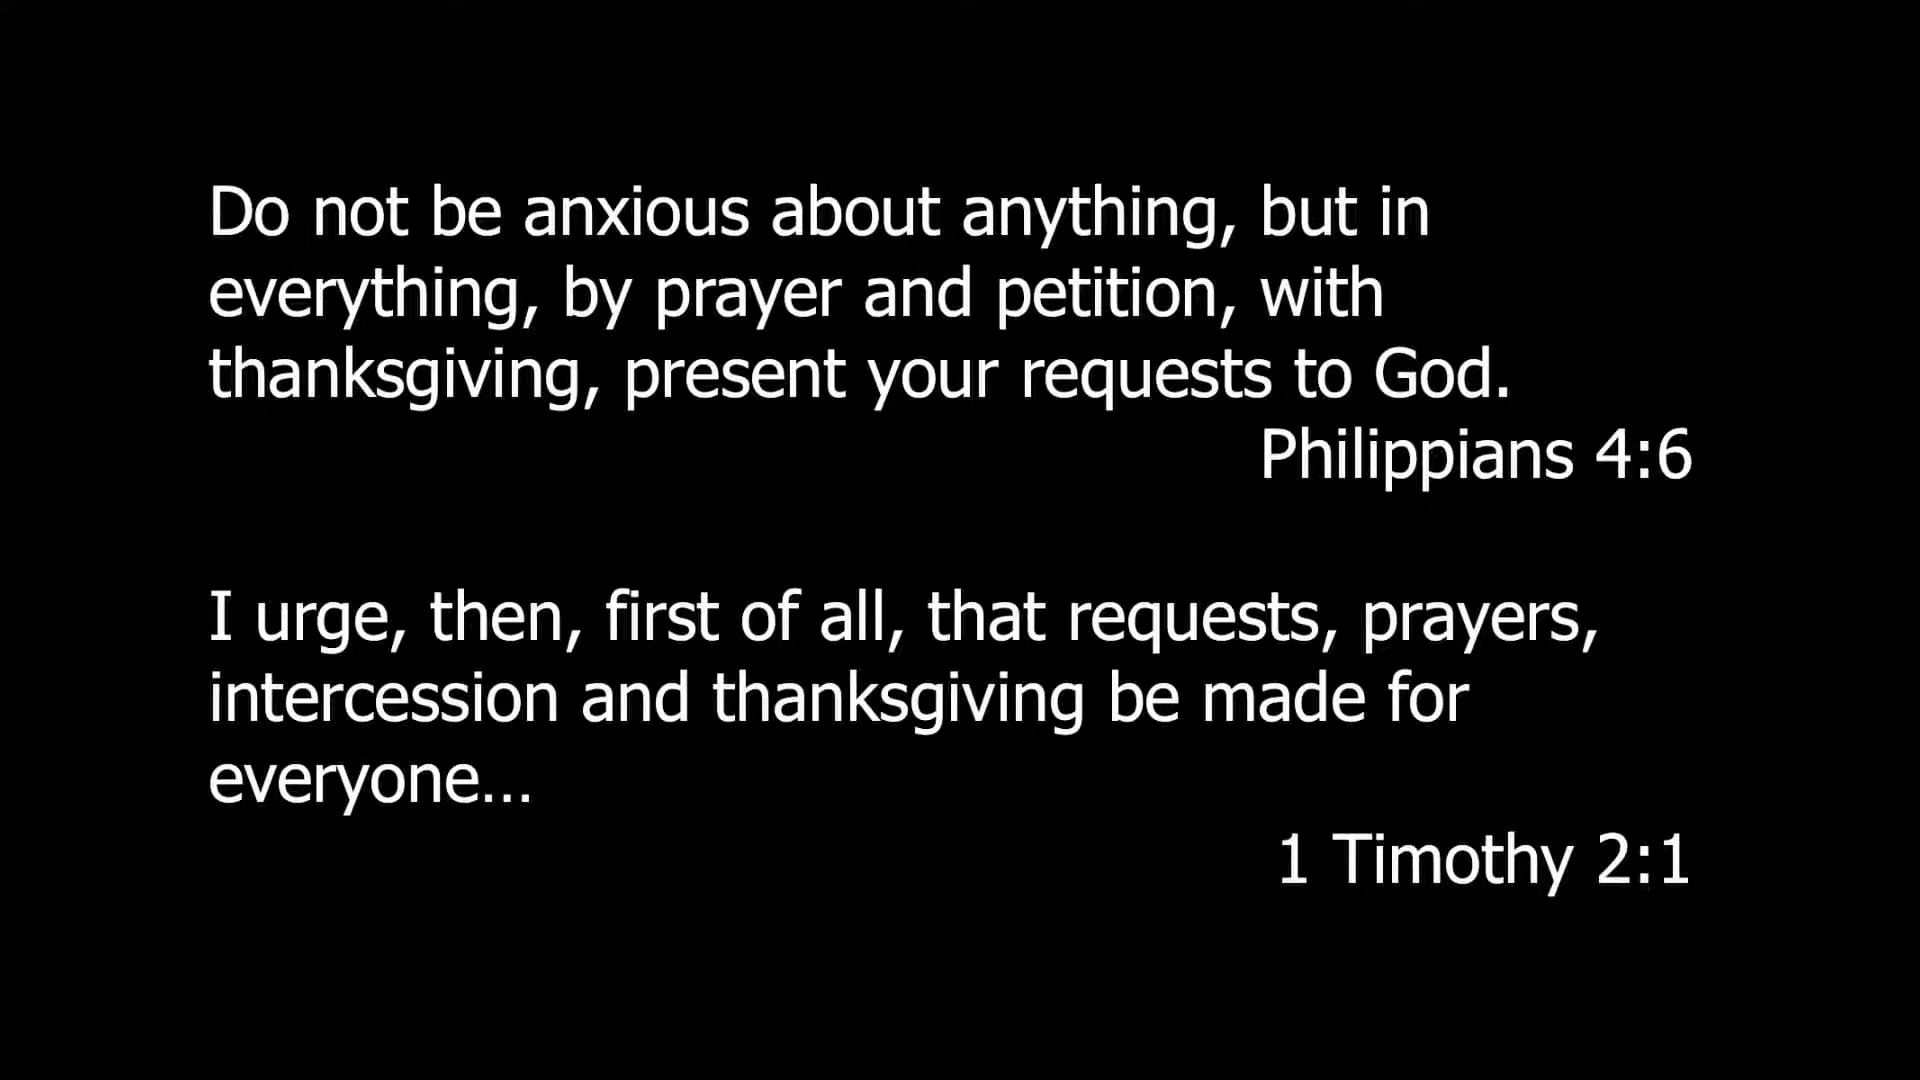 Do not be anxious about anything, but in
everything, by prayer and petition, with
thanksgiving, present your requests to God.
Philippians 4:6
I urge, then, first of all, that requests, prayers,
intercession and thanksgiving be made for
everyone…
1 Timothy 2:1